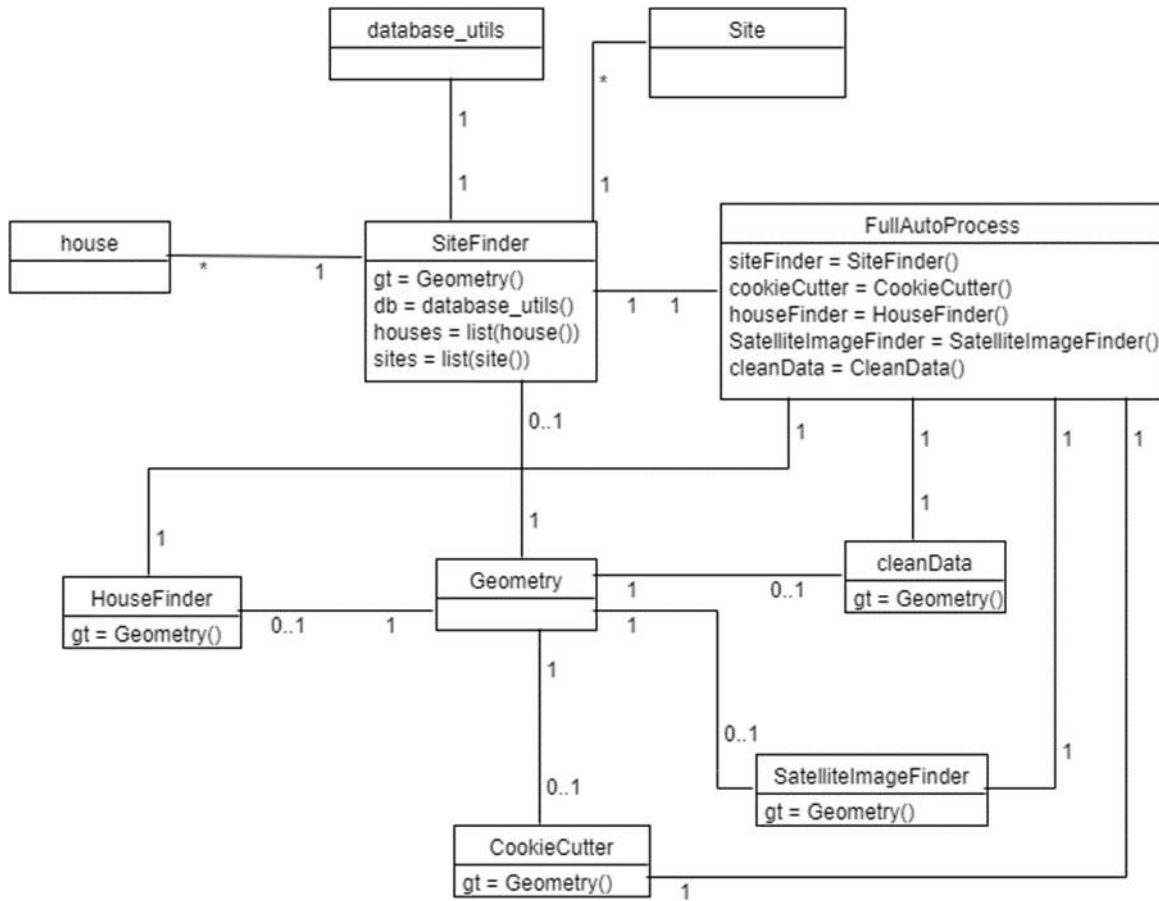 database_utils
Site
1
*
1
1
house
*
1
SiteFinder
gt = Geometry()
db = database_utils()
houses = list(house())
sites = list(site())
1
1
FullAutoProcess
siteFinder = SiteFinder()
cookieCutter = CookieCutter()
houseFinder = HouseFinder()
SatelliteImageFinder = SatelliteImageFinder()
cleanData = CleanData()
0..1
1
1
1
1
1
1
1
HouseFinder
gt = Geometry()
0..1
1
Geometry
1
0..1
cleanData
gt = Geometry()
1
1
0..1
1
0..1
SatelliteImageFinder
gt = Geometry()
CookieCutter
gt = Geometry()
1